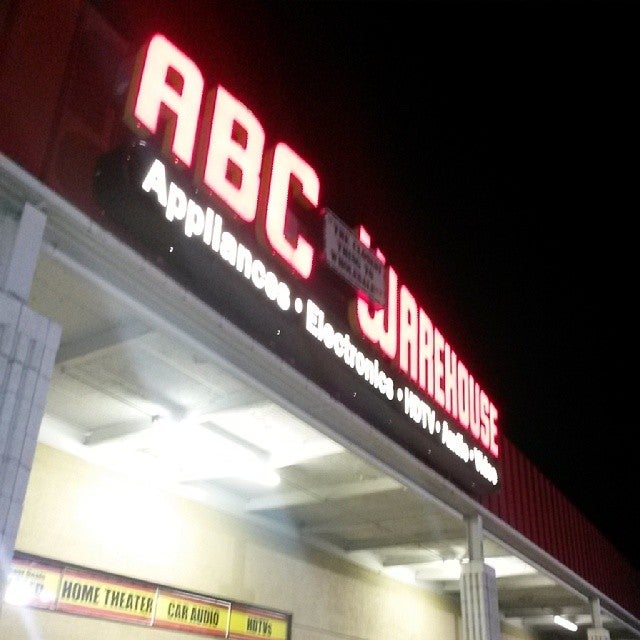 ABC WAREHOUSE
Appliances • Electronics • HDTV • Audio • Video
HOME THEATER CAR AUDIO HDTVS